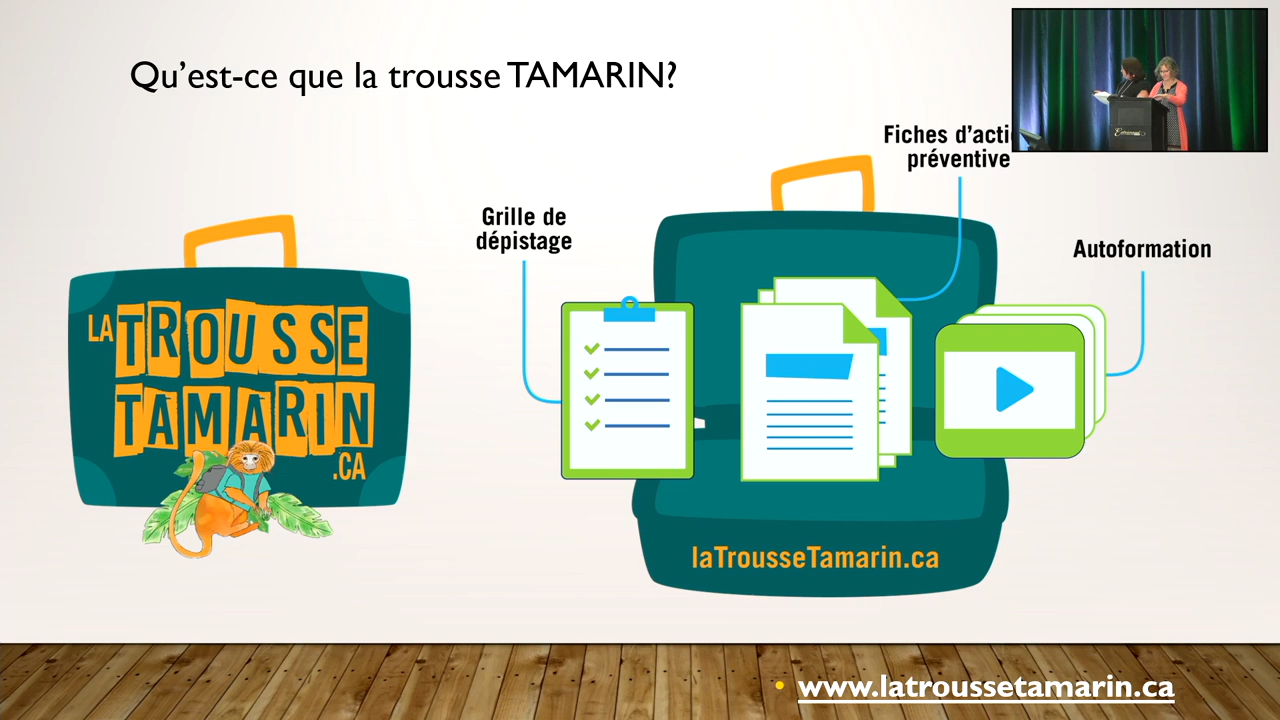 Qu'est-ce que la trousse TAMARIN?
Fiches d'acti
préventive
Grille de
dépistage
Autoformation
LA TROUSSE
TAMARIN
.CA
laTrousseTamarin.ca
• www.latroussetamarin.ca